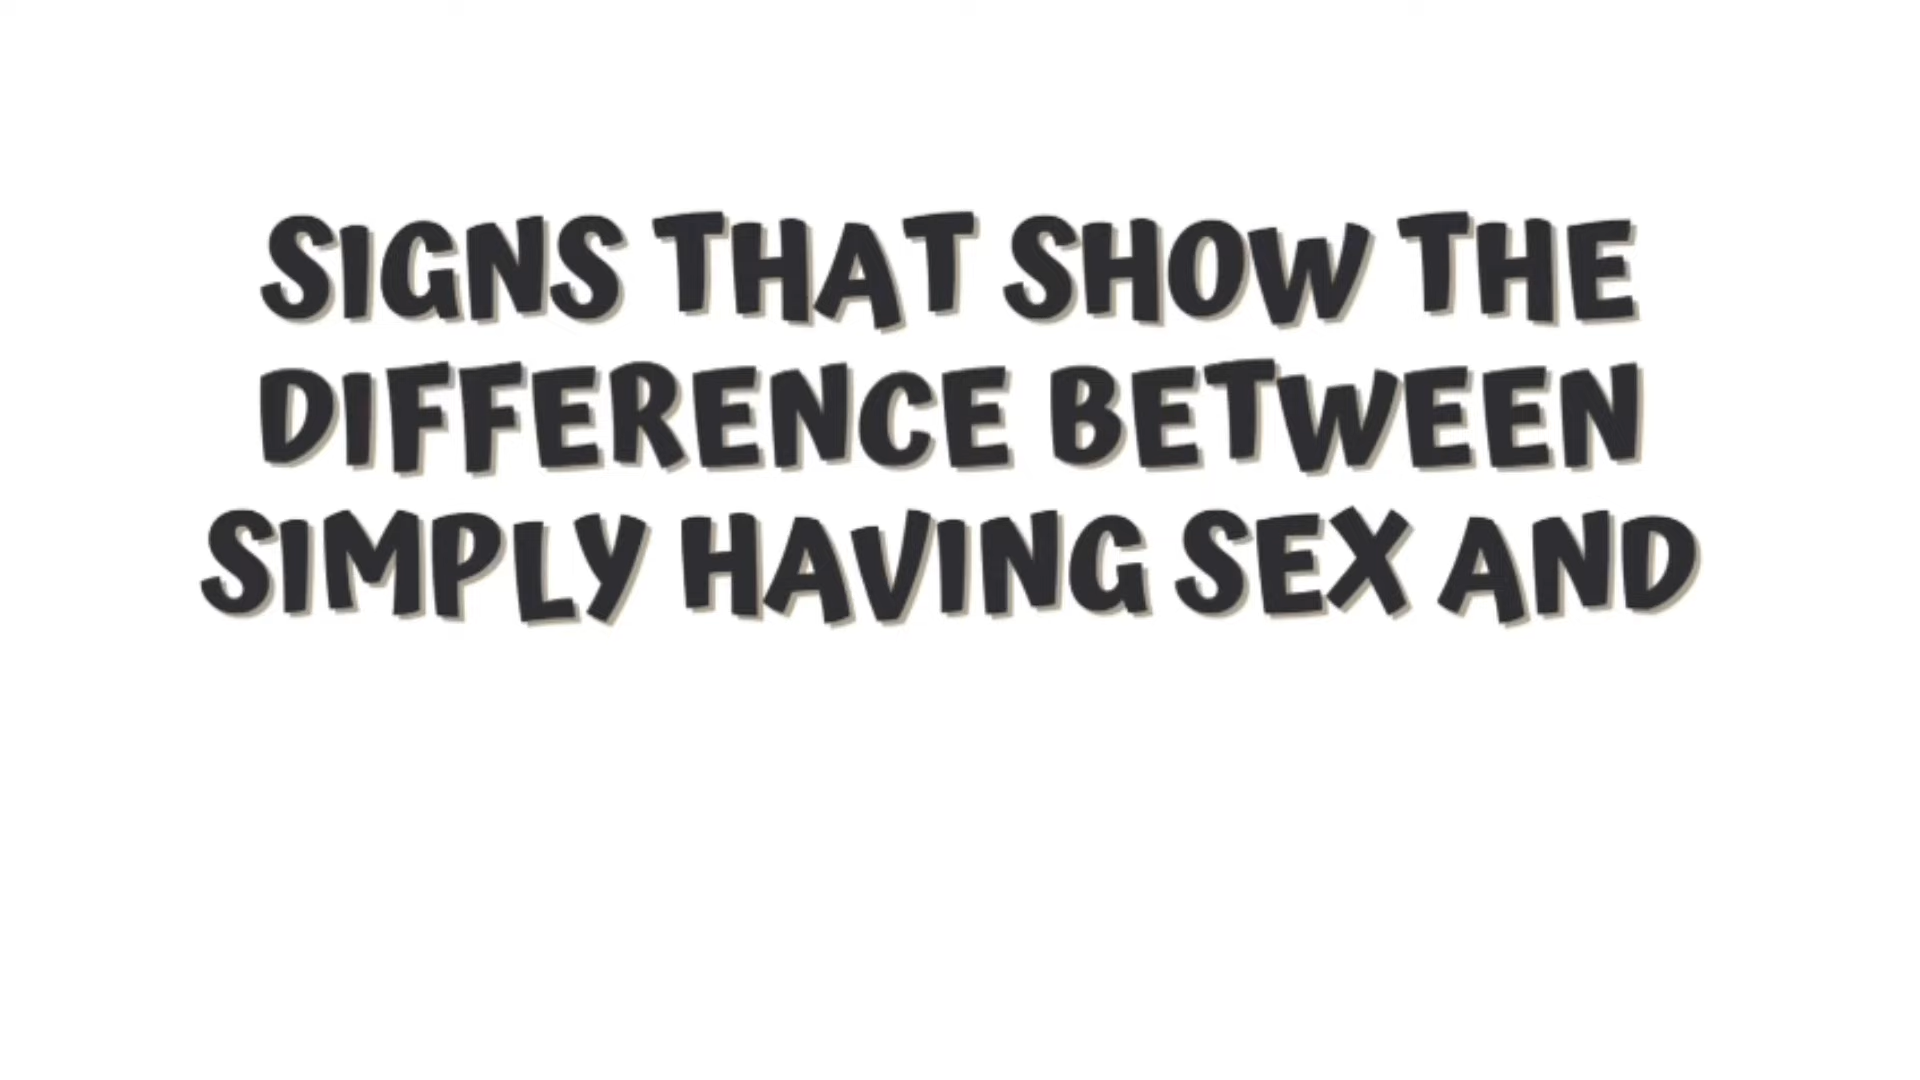 SIGNS THAT SHOW THE
DIFFERENCE BETWEEN
SIMPLY HAVING SEX AND